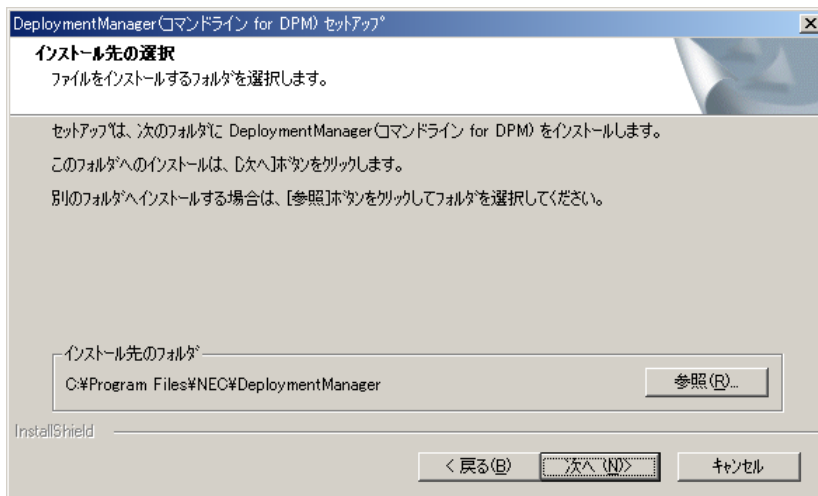 DeploymentManager(コマンドライン for DPM) セットアップ
インストール先の選択
ファイルをインストールするフォルダを選択します。
セットアップは、次のフォルダに DeploymentManager(コマンドライン for DPM) をインストールします。
このフォルダへのインストールは、[次へ]ボタンをクリックします。
別のフォルダへインストールする場合は、[参照]ボタンをクリックしてフォルダを選択してください。
インストール先のフォルダ
C:¥Program Files¥NEC¥DeploymentManager
参照(R)...
InstallShield
< 戻る(B)
次へ (N)>
キャンセル